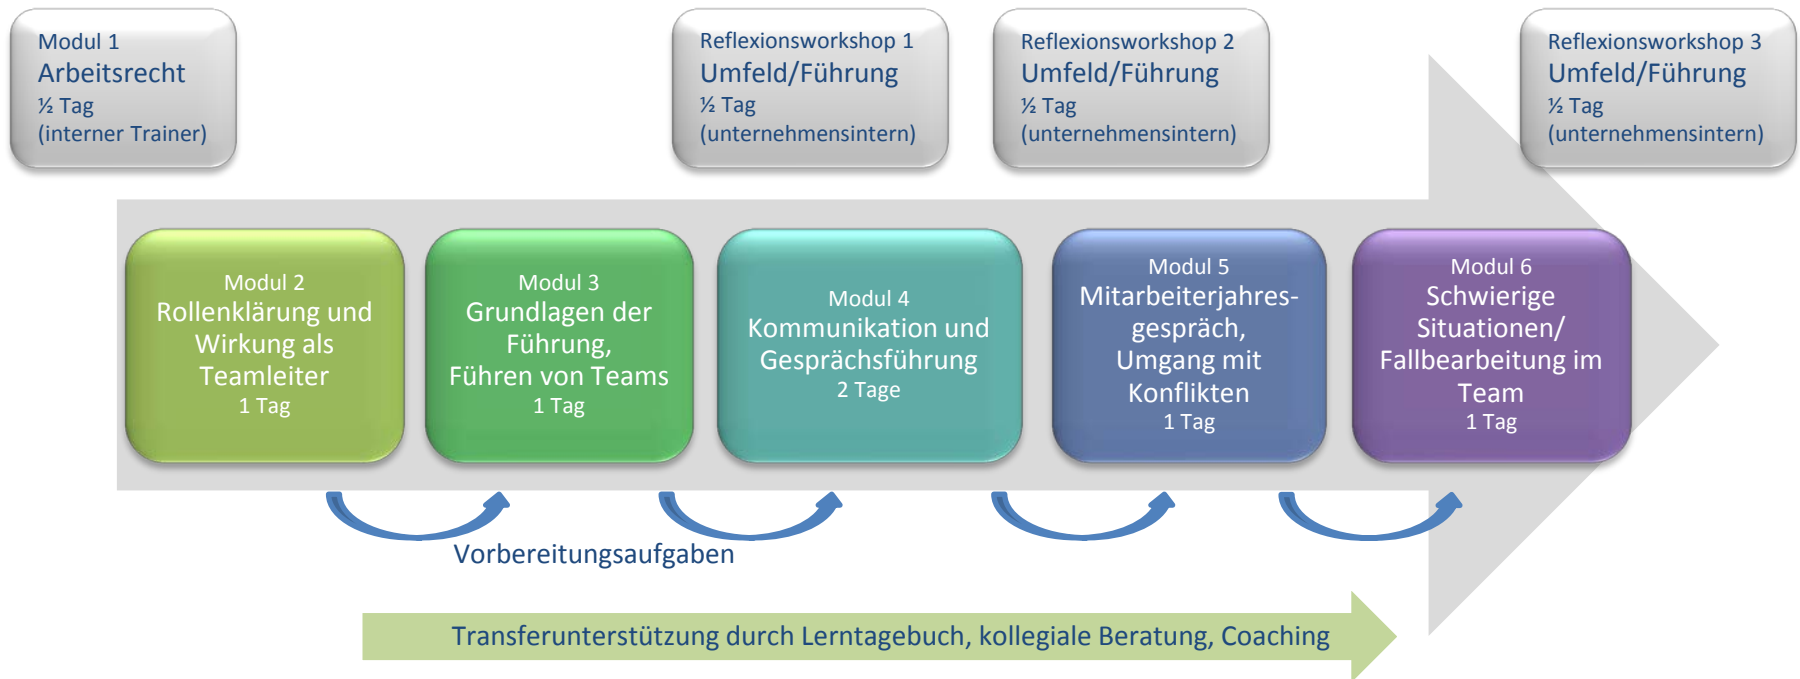 Modul 1
Arbeitsrecht
½ Tag
(interner Trainer)
Reflexionsworkshop 1
Umfeld/Führung
½ Tag
(unternehmensintern)
Reflexionsworkshop 2
Umfeld/Führung
½ Tag
(unternehmensintern)
Reflexionsworkshop 3
Umfeld/Führung
½ Tag
(unternehmensintern)
Modul 2
Rollenklärung und
Wirkung als
Teamleiter
1 Tag
Modul 3
Grundlagen der
Führung,
Führen von Teams
1 Tag
Modul 4
Kommunikation und
Gesprächsführung
2 Tage
Modul 5
Mitarbeiterjahres-
gespräch,
Umgang mit
Konflikten
1 Tag
Modul 6
Schwierige
Situationen/
Fallbearbeitung im
Team
1 Tag
Vorbereitungsaufgaben
Transferunterstützung durch Lerntagebuch, kollegiale Beratung, Coaching